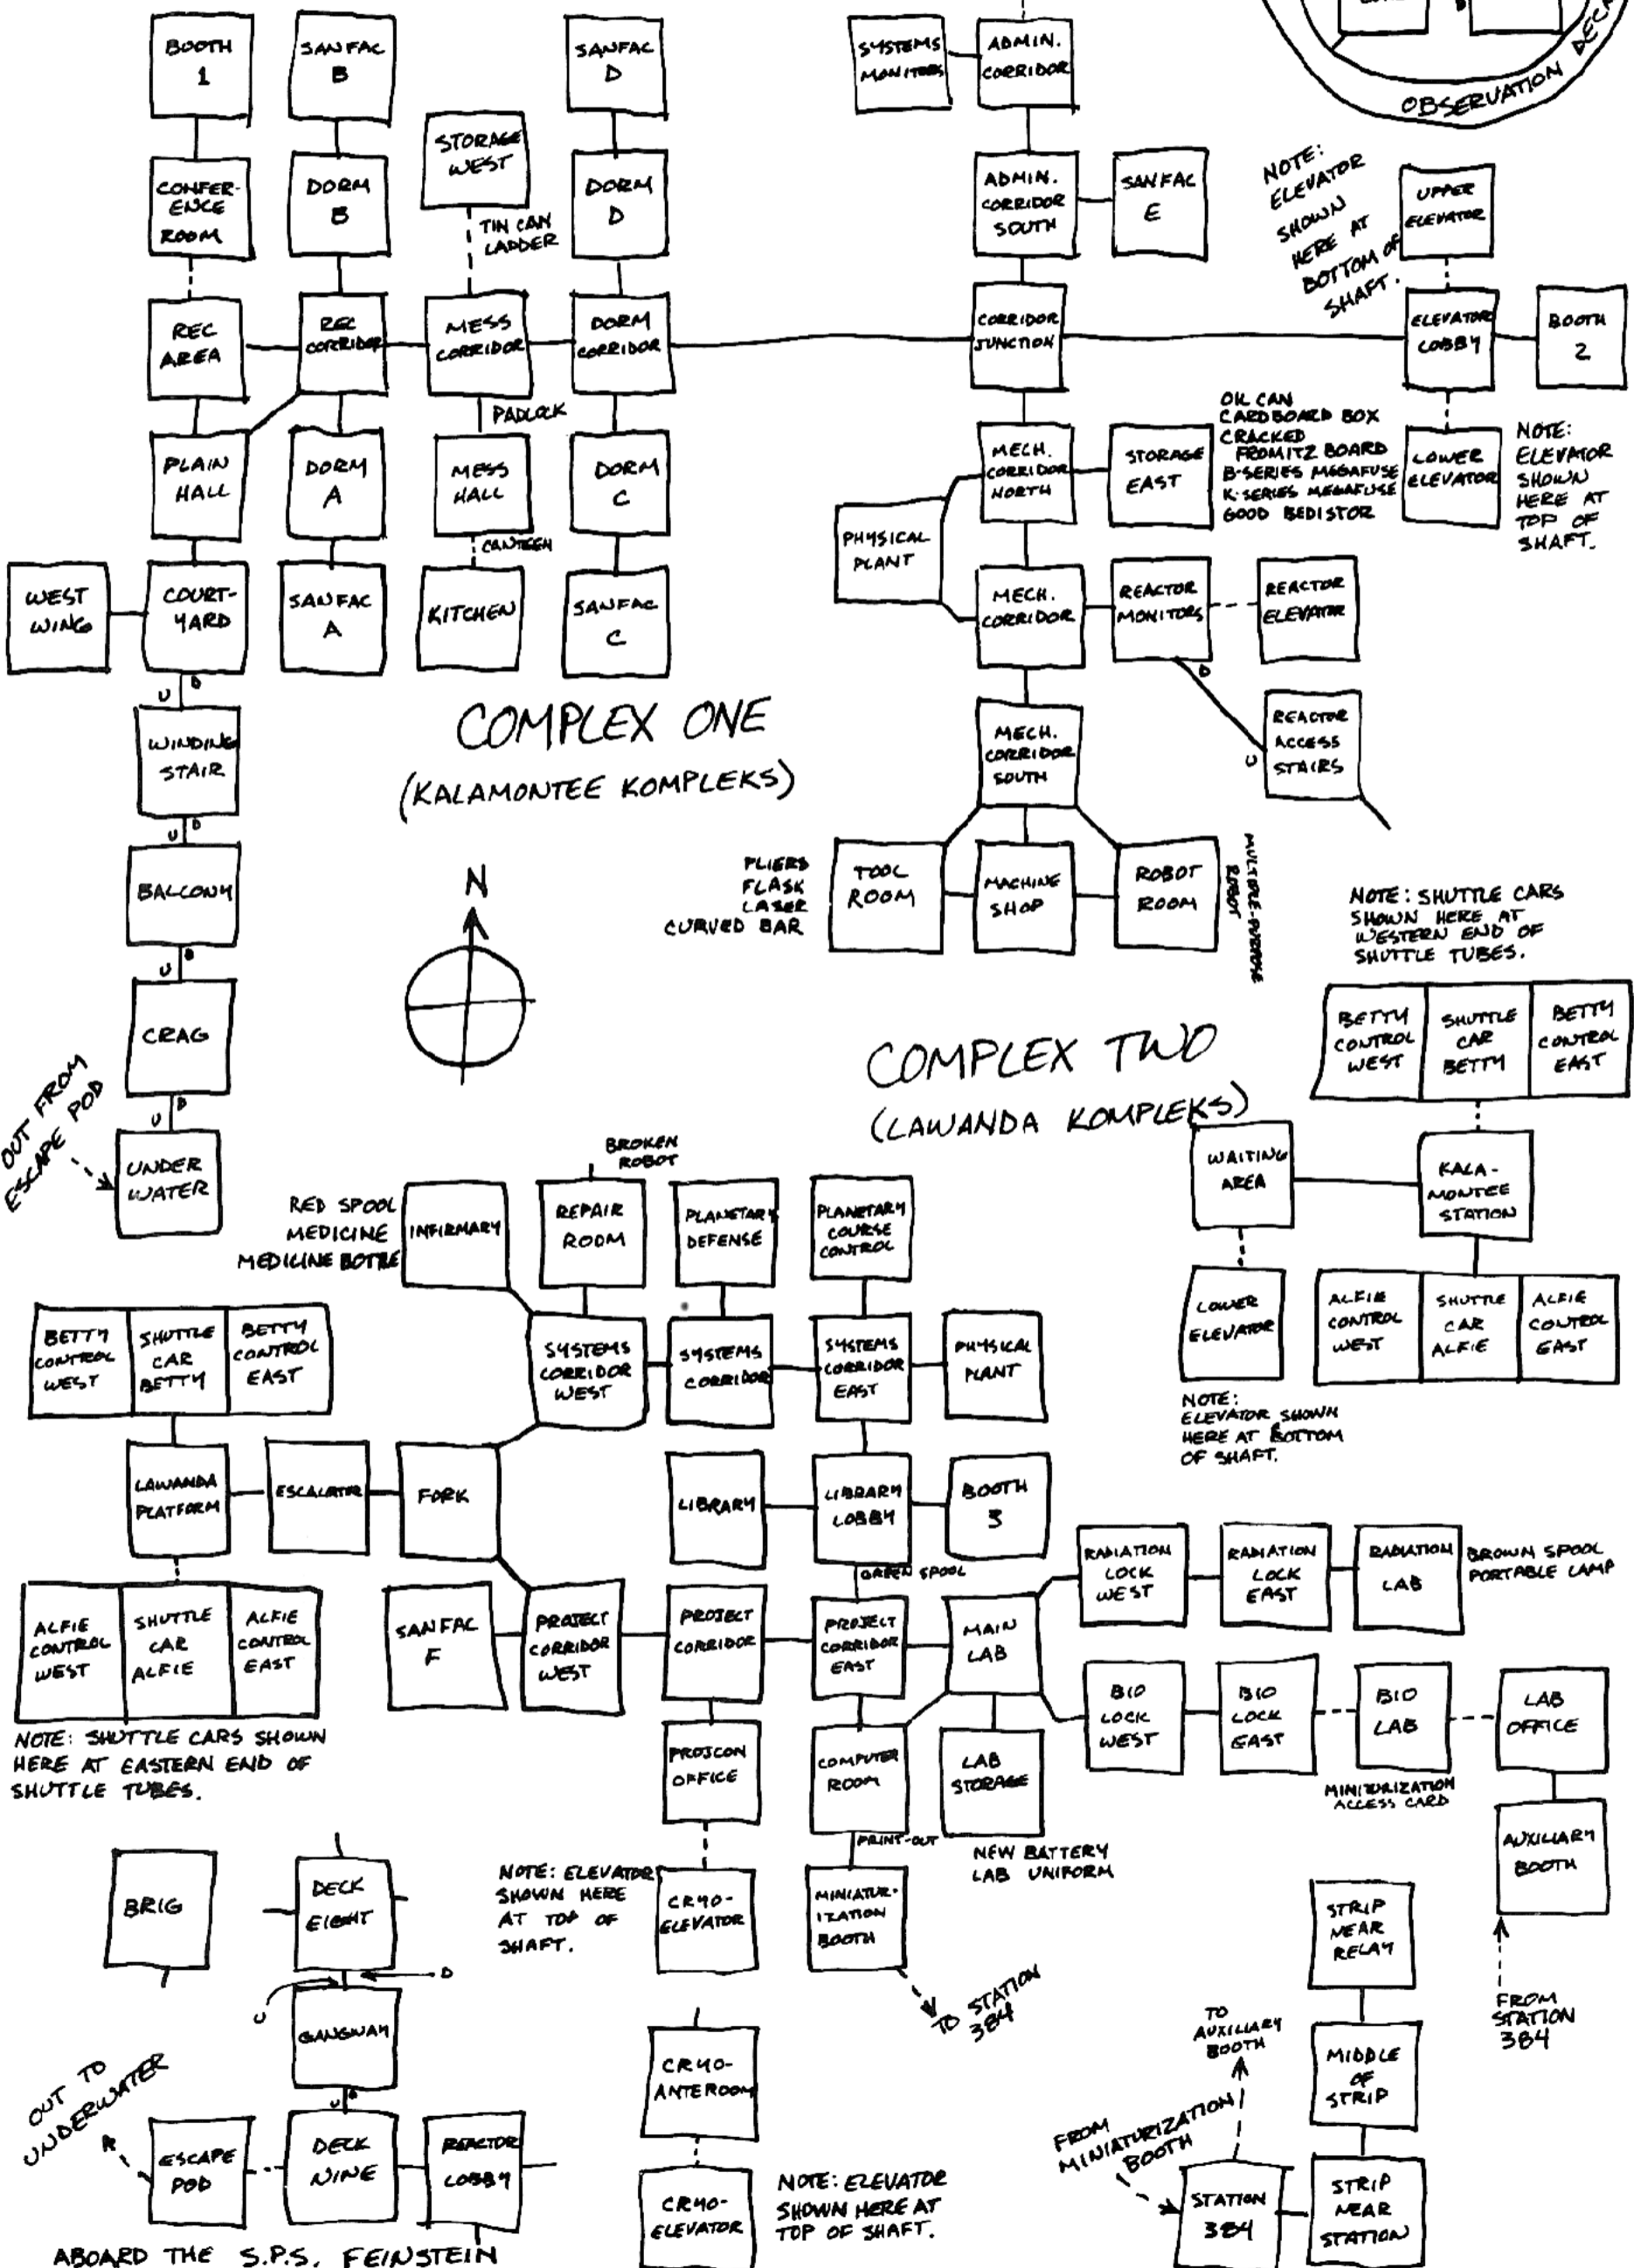 BOOTH
1
SANFAC
B
SANFAC
D
SYSTEMS
MONITORS
ADMIN.
CORRIDOR
OBSERVATION DECK
STORAGE
WEST
CONFER-
ENCE
ROOM
DORM
B
TIN CAN
LADDER
DORM
D
ADMIN.
CORRIDOR
SOUTH
SANFAC
E
NOTE:
ELEVATOR
SHOWN
HERE AT
BOTTOM OF
SHAFT.
UPPER
ELEVATOR
REC
AREA
REC
CORRIDOR
MESS
CORRIDOR
DORM
CORRIDOR
CORRIDOR
JUNCTION
ELEVATOR
LOBBY
BOOTH
2
PADLOCK
OIL CAN
CARDBOARD BOX
CRACKED
FROMITZ BOARD
B-SERIES MEGAFUSE
K-SERIES MEGAFUSE
GOOD BEDISTOR
PLAIN
HALL
DORM
A
MESS
HALL
DORM
C
MECH.
CORRIDOR
NORTH
STORAGE
EAST
LOWER
ELEVATOR
NOTE:
ELEVATOR
SHOWN
HERE AT
TOP OF
SHAFT.
CANTEEN
PHYSICAL
PLANT
WEST
WING
COURT-
YARD
SANFAC
A
KITCHEN
SANFAC
C
MECH.
CORRIDOR
REACTOR
MONITORS
REACTOR
ELEVATOR
U
D
D
WINDING
STAIR
COMPLEX ONE
(KALAMONTEE KOMPLEKS)
MECH.
CORRIDOR
SOUTH
REACTOR
ACCESS
STAIRS
U
U
D
BALCONY
N
PLIERS
FLASK
LASER
CURVED BAR
TOOL
ROOM
MACHINE
SHOP
ROBOT
ROOM
MULTIPLE-PURPOSE
ROBOT
NOTE: SHUTTLE CARS
SHOWN HERE AT
WESTERN END OF
SHUTTLE TUBES.
U
D
CRAG
COMPLEX TWO
(LAWANDA KOMPLEKS)
BETTY
CONTROL
WEST
SHUTTLE
CAR
BETTY
BETTY
CONTROL
EAST
OUT FROM
ESCAPE POD
U
D
UNDER
WATER
WAITING
AREA
KALA-
MONTEE
STATION
BROKEN
ROBOT
RED SPOOL
MEDICINE
MEDICINE BOTTLE
INFIRMARY
REPAIR
ROOM
PLANETARY
DEFENSE
PLANETARY
COURSE
CONTROL
LOWER
ELEVATOR
ALFIE
CONTROL
WEST
SHUTTLE
CAR
ALFIE
ALFIE
CONTROL
EAST
BETTY
CONTROL
WEST
SHUTTLE
CAR
BETTY
BETTY
CONTROL
EAST
SYSTEMS
CORRIDOR
WEST
SYSTEMS
CORRIDOR
SYSTEMS
CORRIDOR
EAST
PHYSICAL
PLANT
NOTE:
ELEVATOR SHOWN
HERE AT BOTTOM
OF SHAFT.
LAWANDA
PLATFORM
ESCALATOR
FORK
LIBRARY
LIBRARY
LOBBY
BOOTH
3
GREEN SPOOL
RADIATION
LOCK
WEST
RADIATION
LOCK
EAST
RADIATION
LAB
BROWN SPOOL
PORTABLE LAMP
ALFIE
CONTROL
WEST
SHUTTLE
CAR
ALFIE
ALFIE
CONTROL
EAST
SANFAC
F
PROJECT
CORRIDOR
WEST
PROJECT
CORRIDOR
PROJECT
CORRIDOR
EAST
MAIN
LAB
BIO
LOCK
WEST
BIO
LOCK
EAST
BIO
LAB
LAB
OFFICE
MINITURIZATION
ACCESS CARD
NOTE: SHUTTLE CARS SHOWN
HERE AT EASTERN END OF
SHUTTLE TUBES.
PROJCON
OFFICE
COMPUTER
ROOM
LAB
STORAGE
PRINT-OUT
NEW BATTERY
LAB UNIFORM
AUXILIARY
BOOTH
BRIG
DECK
EIGHT
NOTE: ELEVATOR
SHOWN HERE
AT TOP OF
SHAFT.
CRYO-
ELEVATOR
MINIATUR-
IZATION
BOOTH
STRIP
NEAR
RELAY
D
U
GANGWAY
TO STATION
384
FROM
STATION
384
TO
AUXILIARY
BOOTH
CRYO-
ANTEROOM
MIDDLE
OF
STRIP
OUT TO
UNDERWATER
U
D
ESCAPE
POD
DECK
NINE
REACTOR
LOBBY
FROM
MINIATURIZATION
BOOTH
CRYO-
ELEVATOR
NOTE: ELEVATOR
SHOWN HERE AT
TOP OF SHAFT.
STATION
384
STRIP
NEAR
STATION
ABOARD THE S.P.S. FEINSTEIN